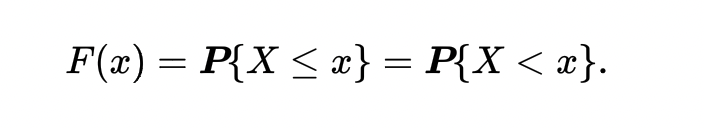 F(x) = P{X ≤ x} = P{X < x}.